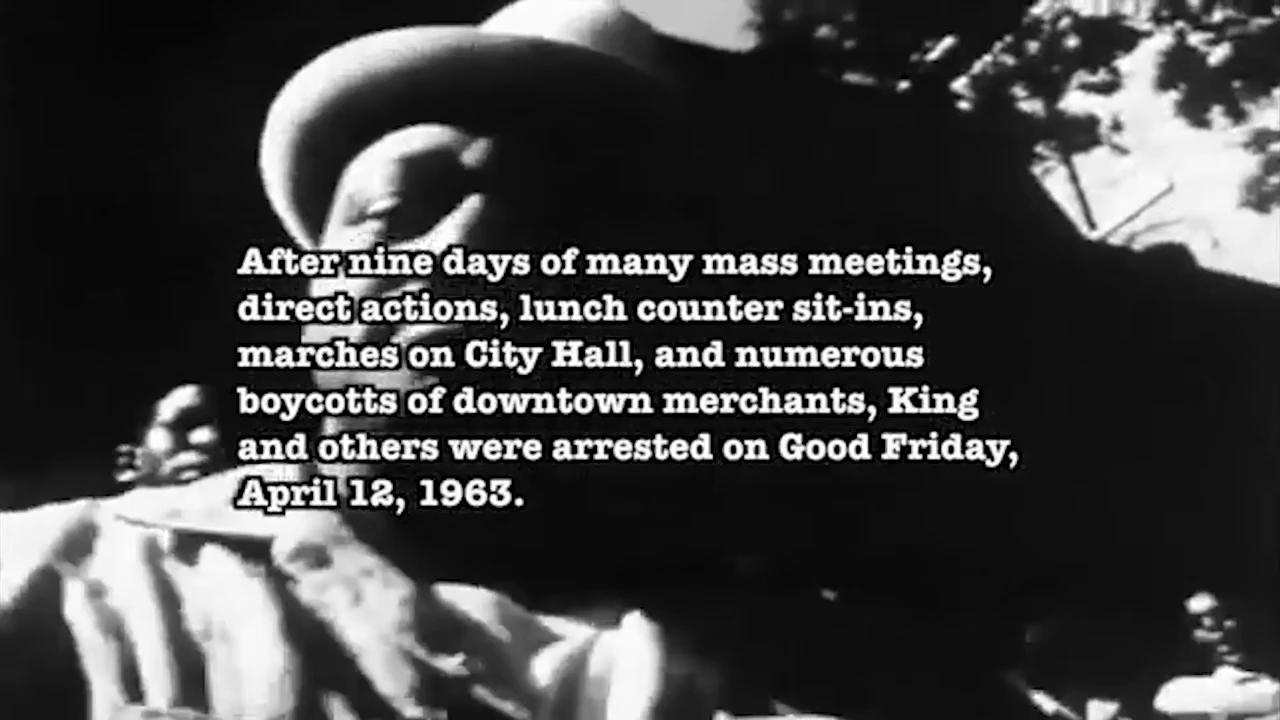 After nine days of many mass meetings,
direct actions, lunch counter sit-ins,
marches on City Hall, and numerous
boycotts of downtown merchants, King
and others were arrested on Good Friday,
April 12, 1963.